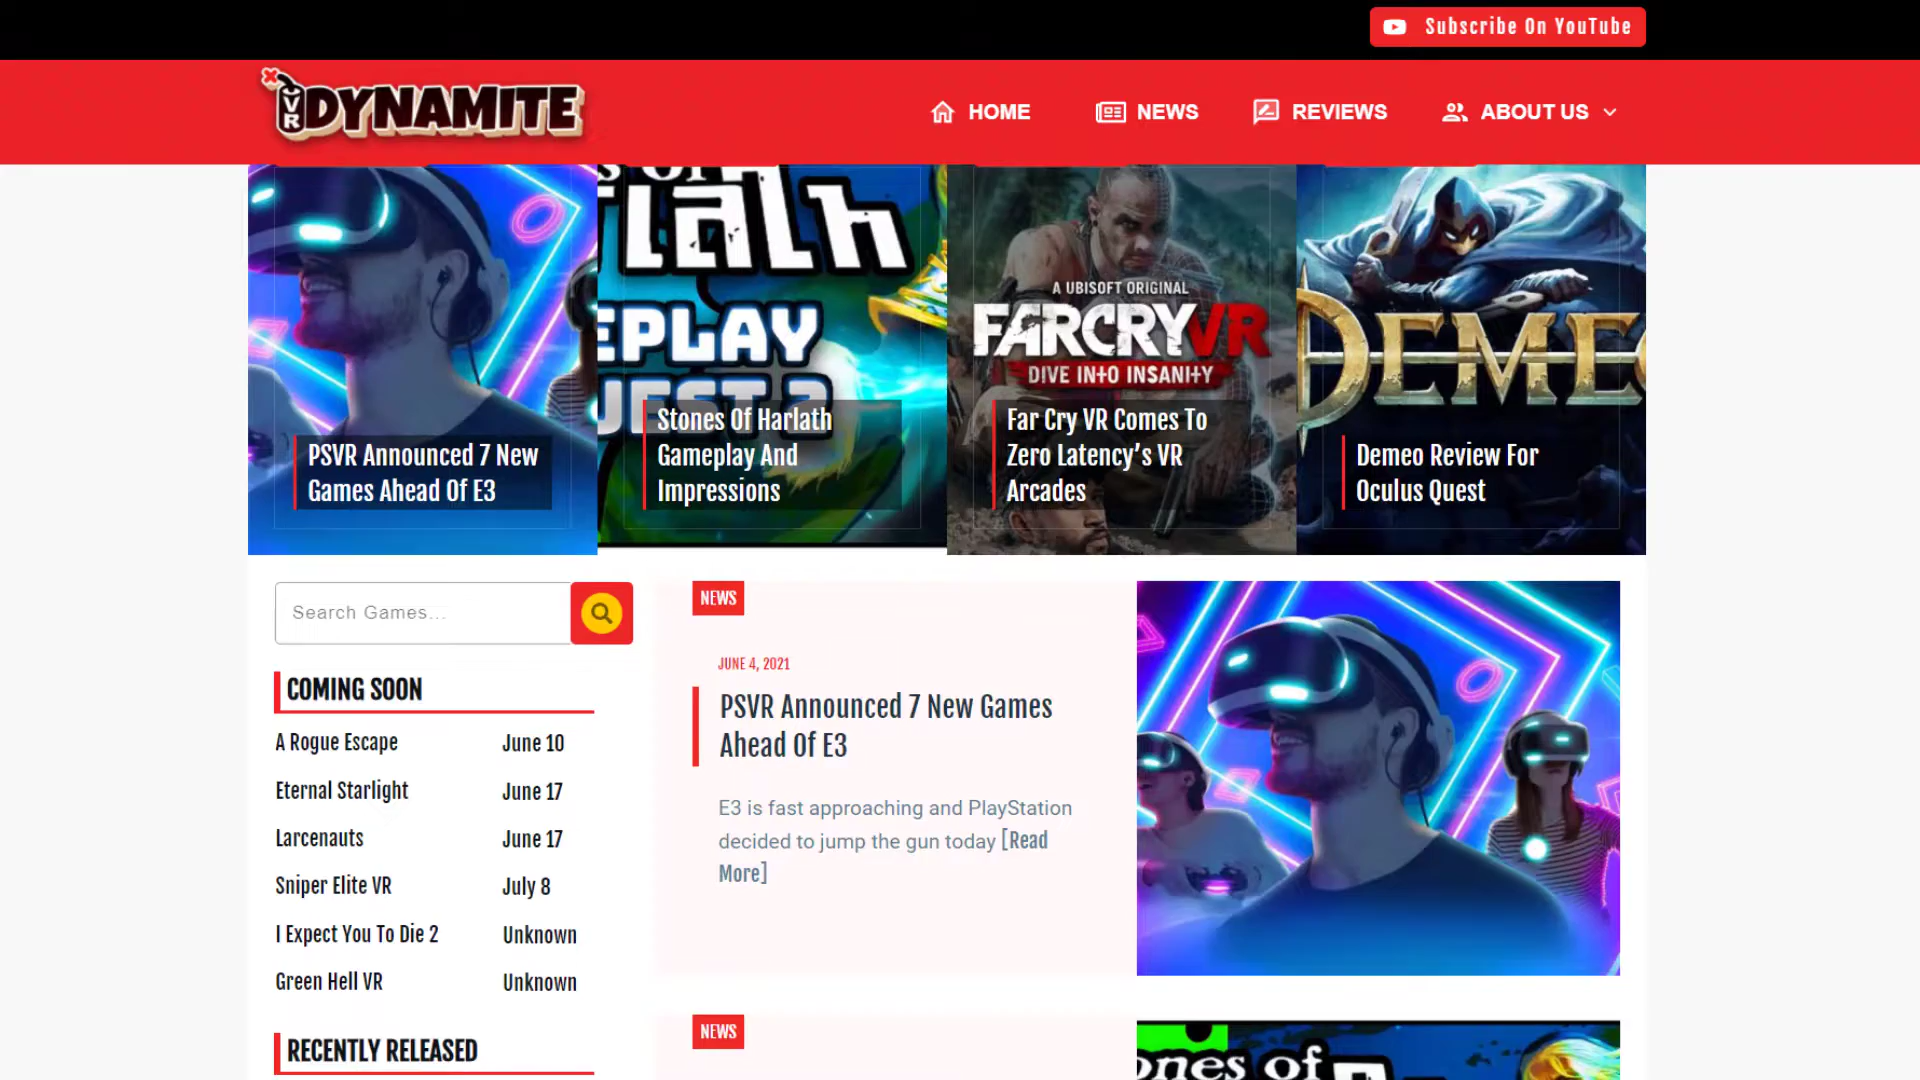 Subscribe On YouTube
VR DYNAMITE
HOME
NEWS
REVIEWS
ABOUT US
PSVR Announced 7 New
Games Ahead Of E3
Stones Of Harlath
Gameplay And
Impressions
A UBISOFT ORIGINAL
FARCRY VR
DIVE INTO INSANITY
Far Cry VR Comes To
Zero Latency's VR
Arcades
DEMEO
Demeo Review For
Oculus Quest
Search Games...
COMING SOON
A Rogue Escape June 10
Eternal Starlight June 17
Larcenauts June 17
Sniper Elite VR July 8
I Expect You To Die 2 Unknown
Green Hell VR Unknown
RECENTLY RELEASED
NEWS
JUNE 4, 2021
PSVR Announced 7 New Games
Ahead Of E3
E3 is fast approaching and PlayStation
decided to jump the gun today [Read
More]
NEWS
ones of